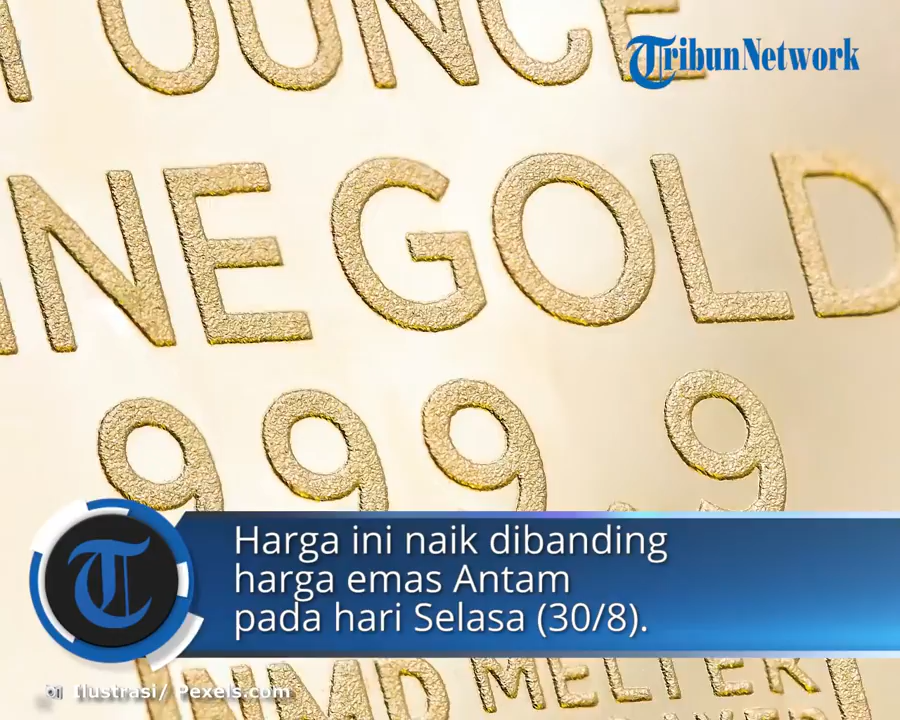 OUNCE
TribunNetwork
NE GOLD
999.9
Harga ini naik dibanding
harga emas Antam
pada hari Selasa (30/8).
T
MELTER
Ilustrasi/ Pexels.com